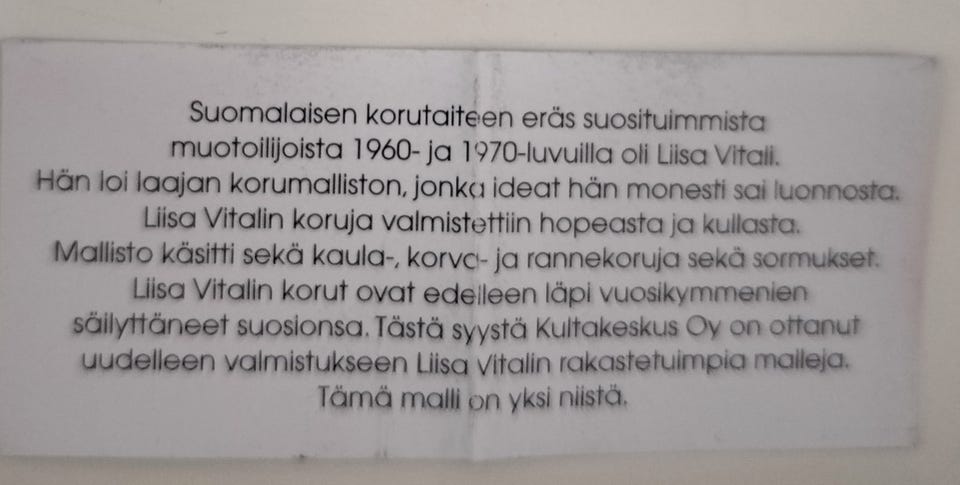 Suomalaisen korutaiteen eräs suosituimmista
muotoilijoista 1960- ja 1970-luvuilla oli Liisa Vitali.
Hän loi laajan korumalliston, jonka ideat hän monesti sai luonnosta.
Liisa Vitalin koruja valmistettiin hopeasta ja kullasta.
Mallisto käsitti sekä kaula-, korva- ja rannekoruja sekä sormukset.
Liisa Vitalin korut ovat edelleen läpi vuosikymmenien
säilyttäneet suosionsa. Tästä syystä Kultakeskus Oy on ottanut
uudelleen valmistukseen Liisa Vitalin rakastetuimpia malleja.
Tämä malli on yksi niistä.